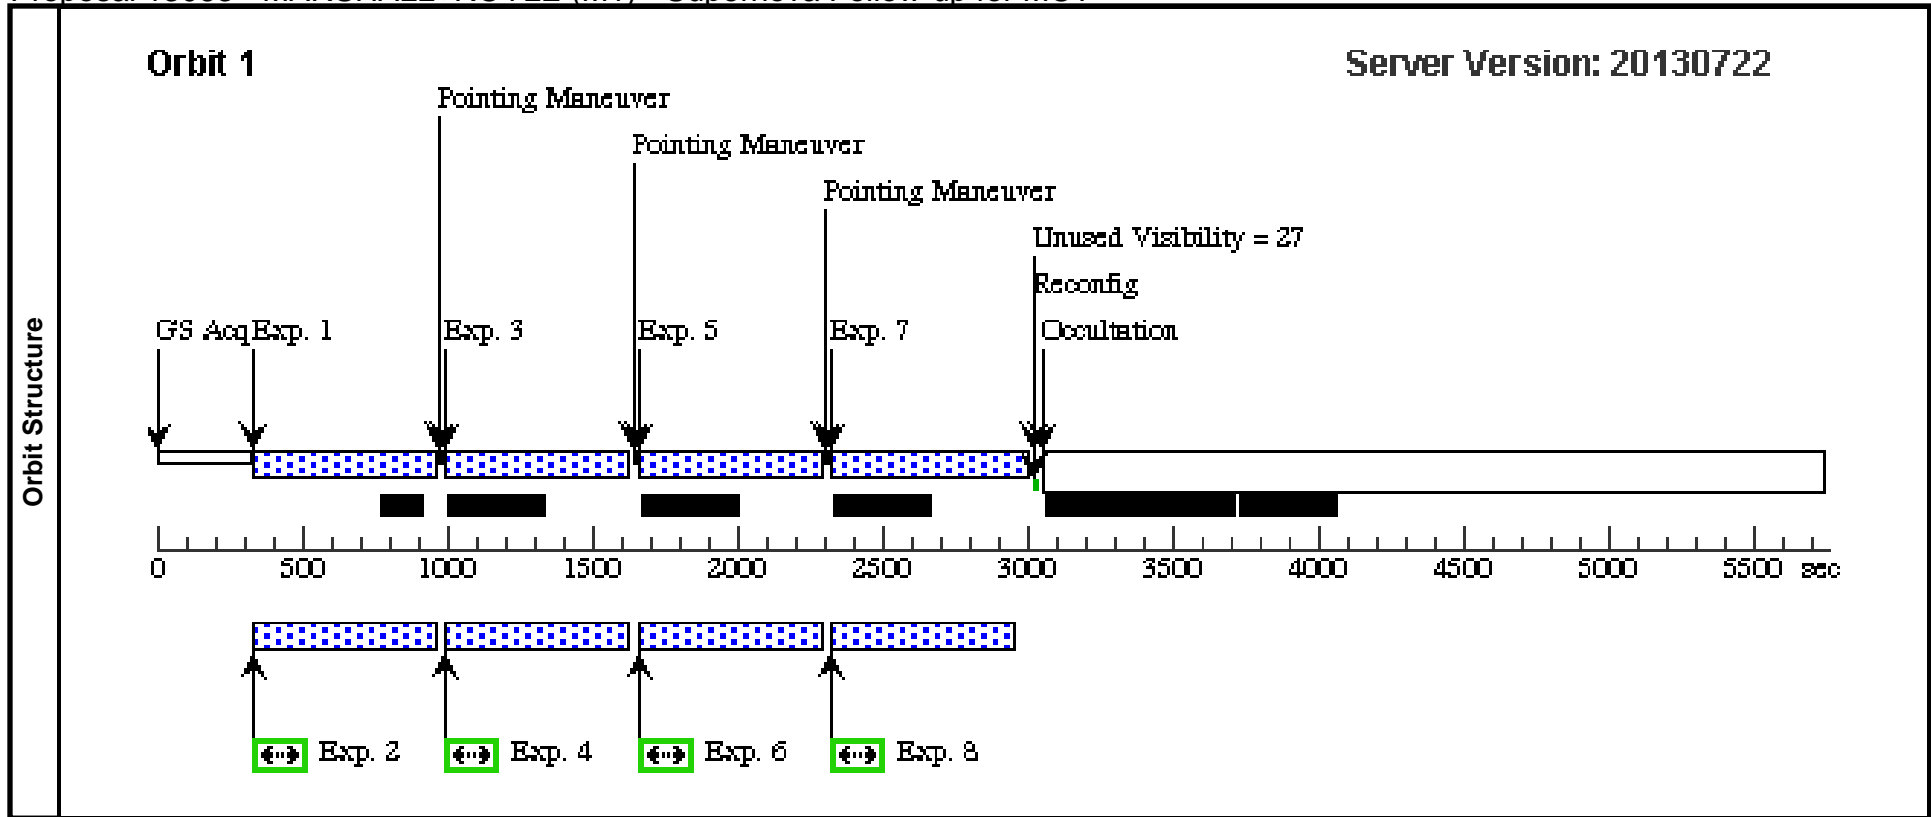 Orbit 1
Server Version: 20130722
Pointing Maneuver
Pointing Maneuver
Pointing Maneuver
Unused Visibility = 27
Reconfig
GS Acq Exp. 1 Exp. 3 Exp. 5 Exp. 7 Occultation
Orbit Structure
0 500 1000 1500 2000 2500 3000 3500 4000 4500 5000 5500 sec
Exp. 2 Exp. 4 Exp. 6 Exp. 8